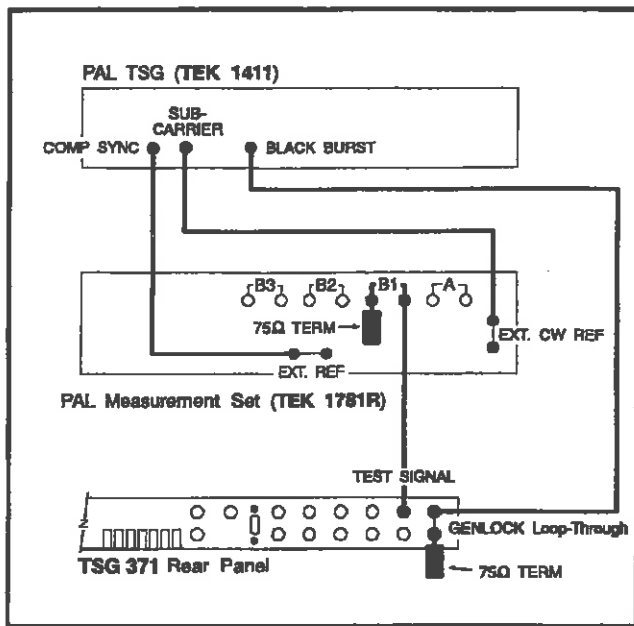 PAL TSG (TEK 1411)
SUB-
CARRIER
COMP SYNC
BLACK BURST
B3 B2 B1 A
75Ω TERM
EXT. CW REF
EXT. REF
PAL Measurement Set (TEK 1781R)
TEST SIGNAL
GENLOCK Loop-Through
TSG 371 Rear Panel
75Ω TERM